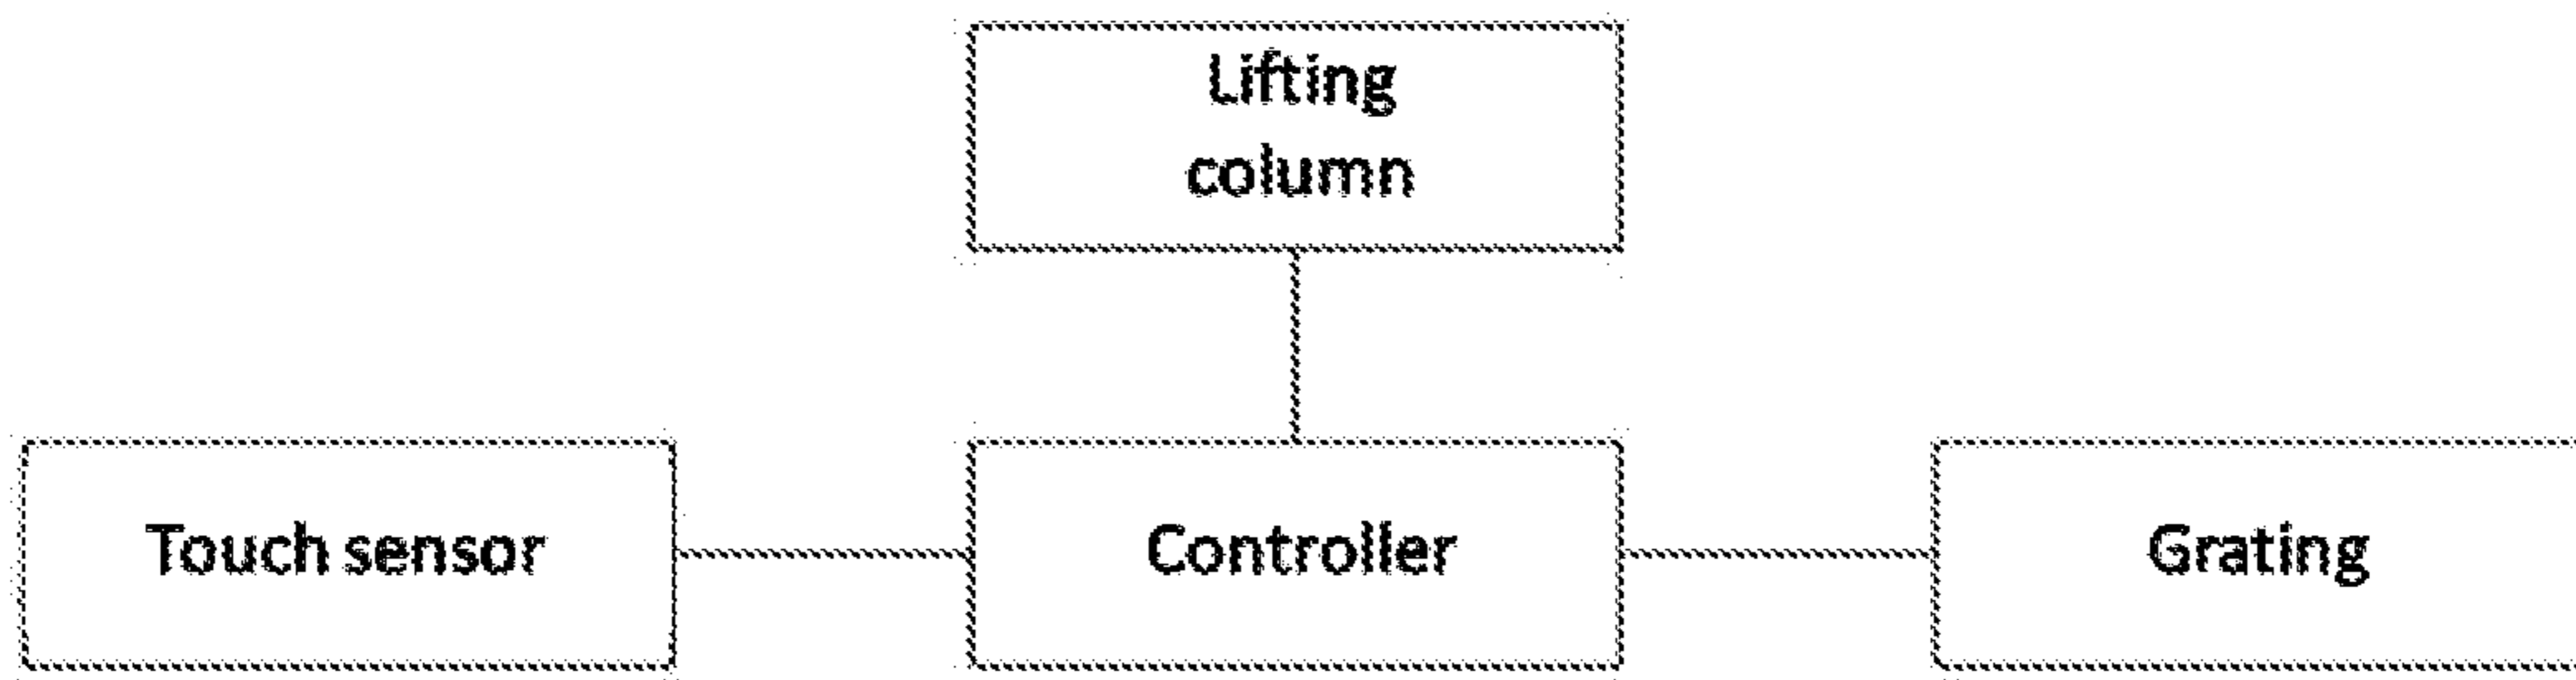 Lifting
column
Touch sensor
Controller
Grating